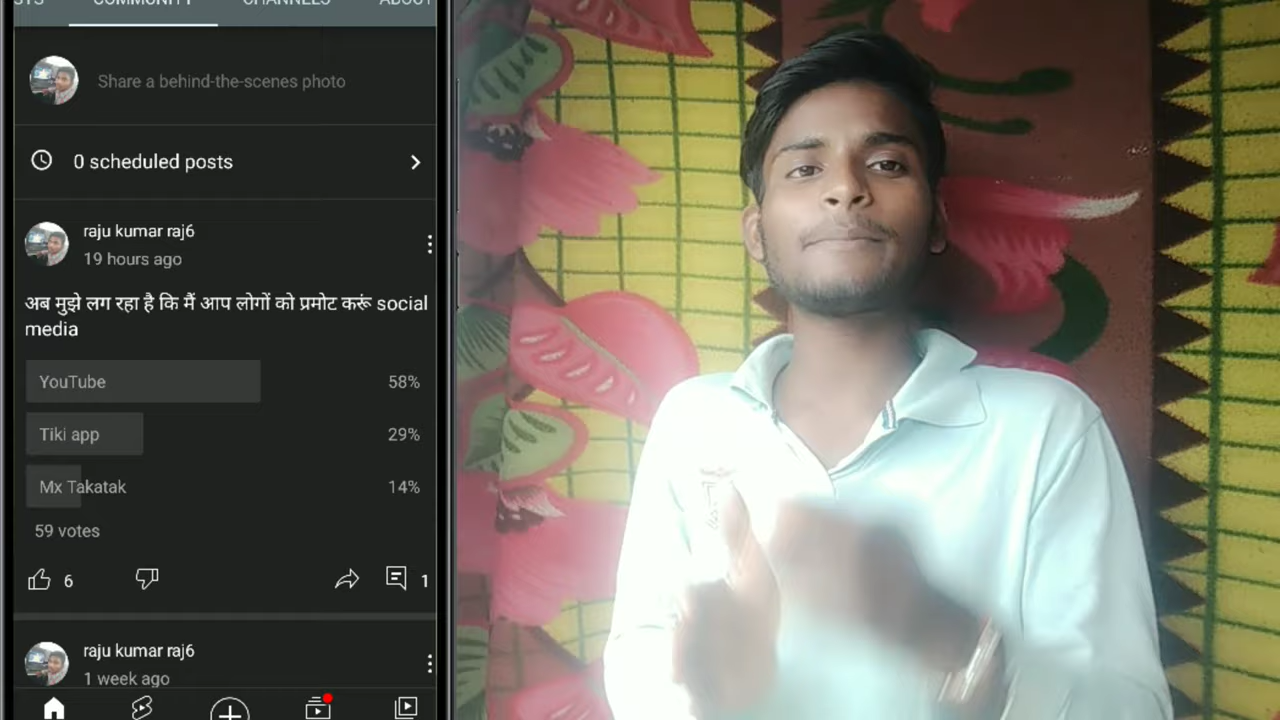 COMMUNITY
CHANNELS
ABOUT
Share a behind-the-scenes photo
0 scheduled posts
raju kumar raj6
19 hours ago
अब मुझे लग रहा है कि मैं आप लोगों को प्रमोट करूं social
media
YouTube 58%
Tiki app 29%
Mx Takatak 14%
59 votes
6
1
raju kumar raj6
1 week ago